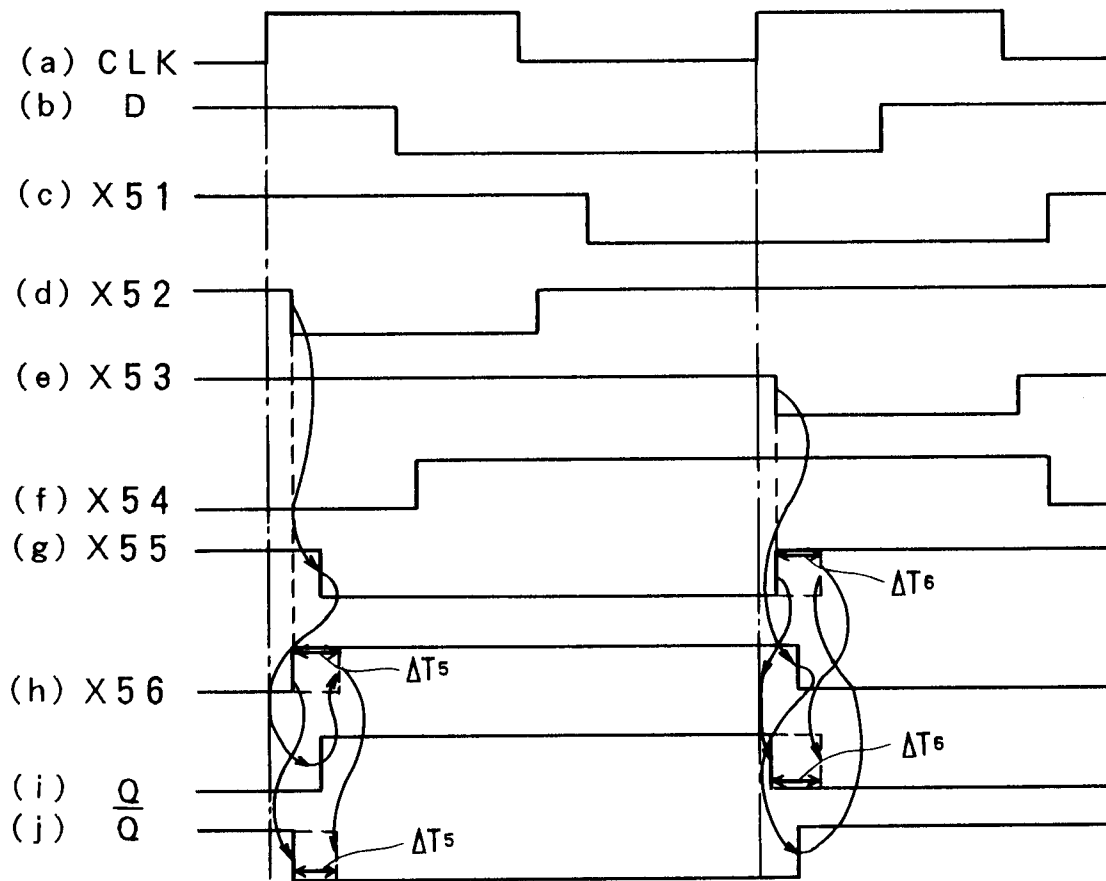 (a) CLK
(b) D
(c) X51
(d) X52
(e) X53
(f) X54
(g) X55
ΔT6
ΔT5
(h) X56
ΔT6
(i) Q
(j) Q̅
ΔT5